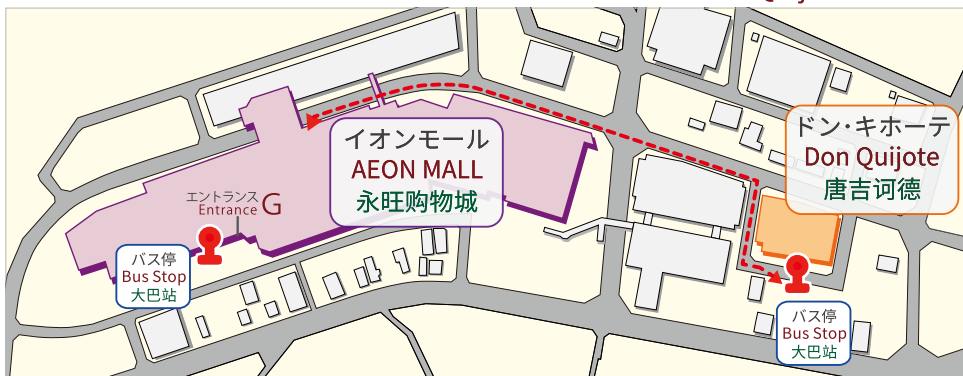 イオンモール
AEON MALL
永旺购物城
ドン·キホーテ
Don Quijote
唐吉诃德
エントランス
Entrance G
バス停
Bus Stop
大巴站
バス停
Bus Stop
大巴站